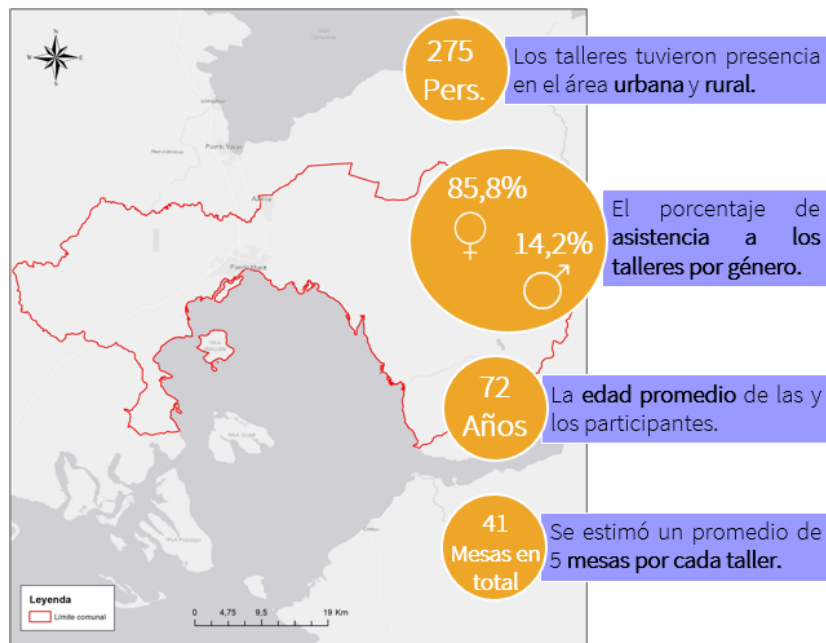 275
Pers.
Los talleres tuvieron presencia
en el área urbana y rural.
N
Puerto Varas
Alerce
85,8%
14,2%
El porcentaje de
asistencia a los
talleres por género.
Puerto Montt
72
Años
La edad promedio de las y
los participantes.
41
Mesas en
total
Se estimó un promedio de
5 mesas por cada taller.
Leyenda
Límite comunal
0 4,75 9,5 19 Km